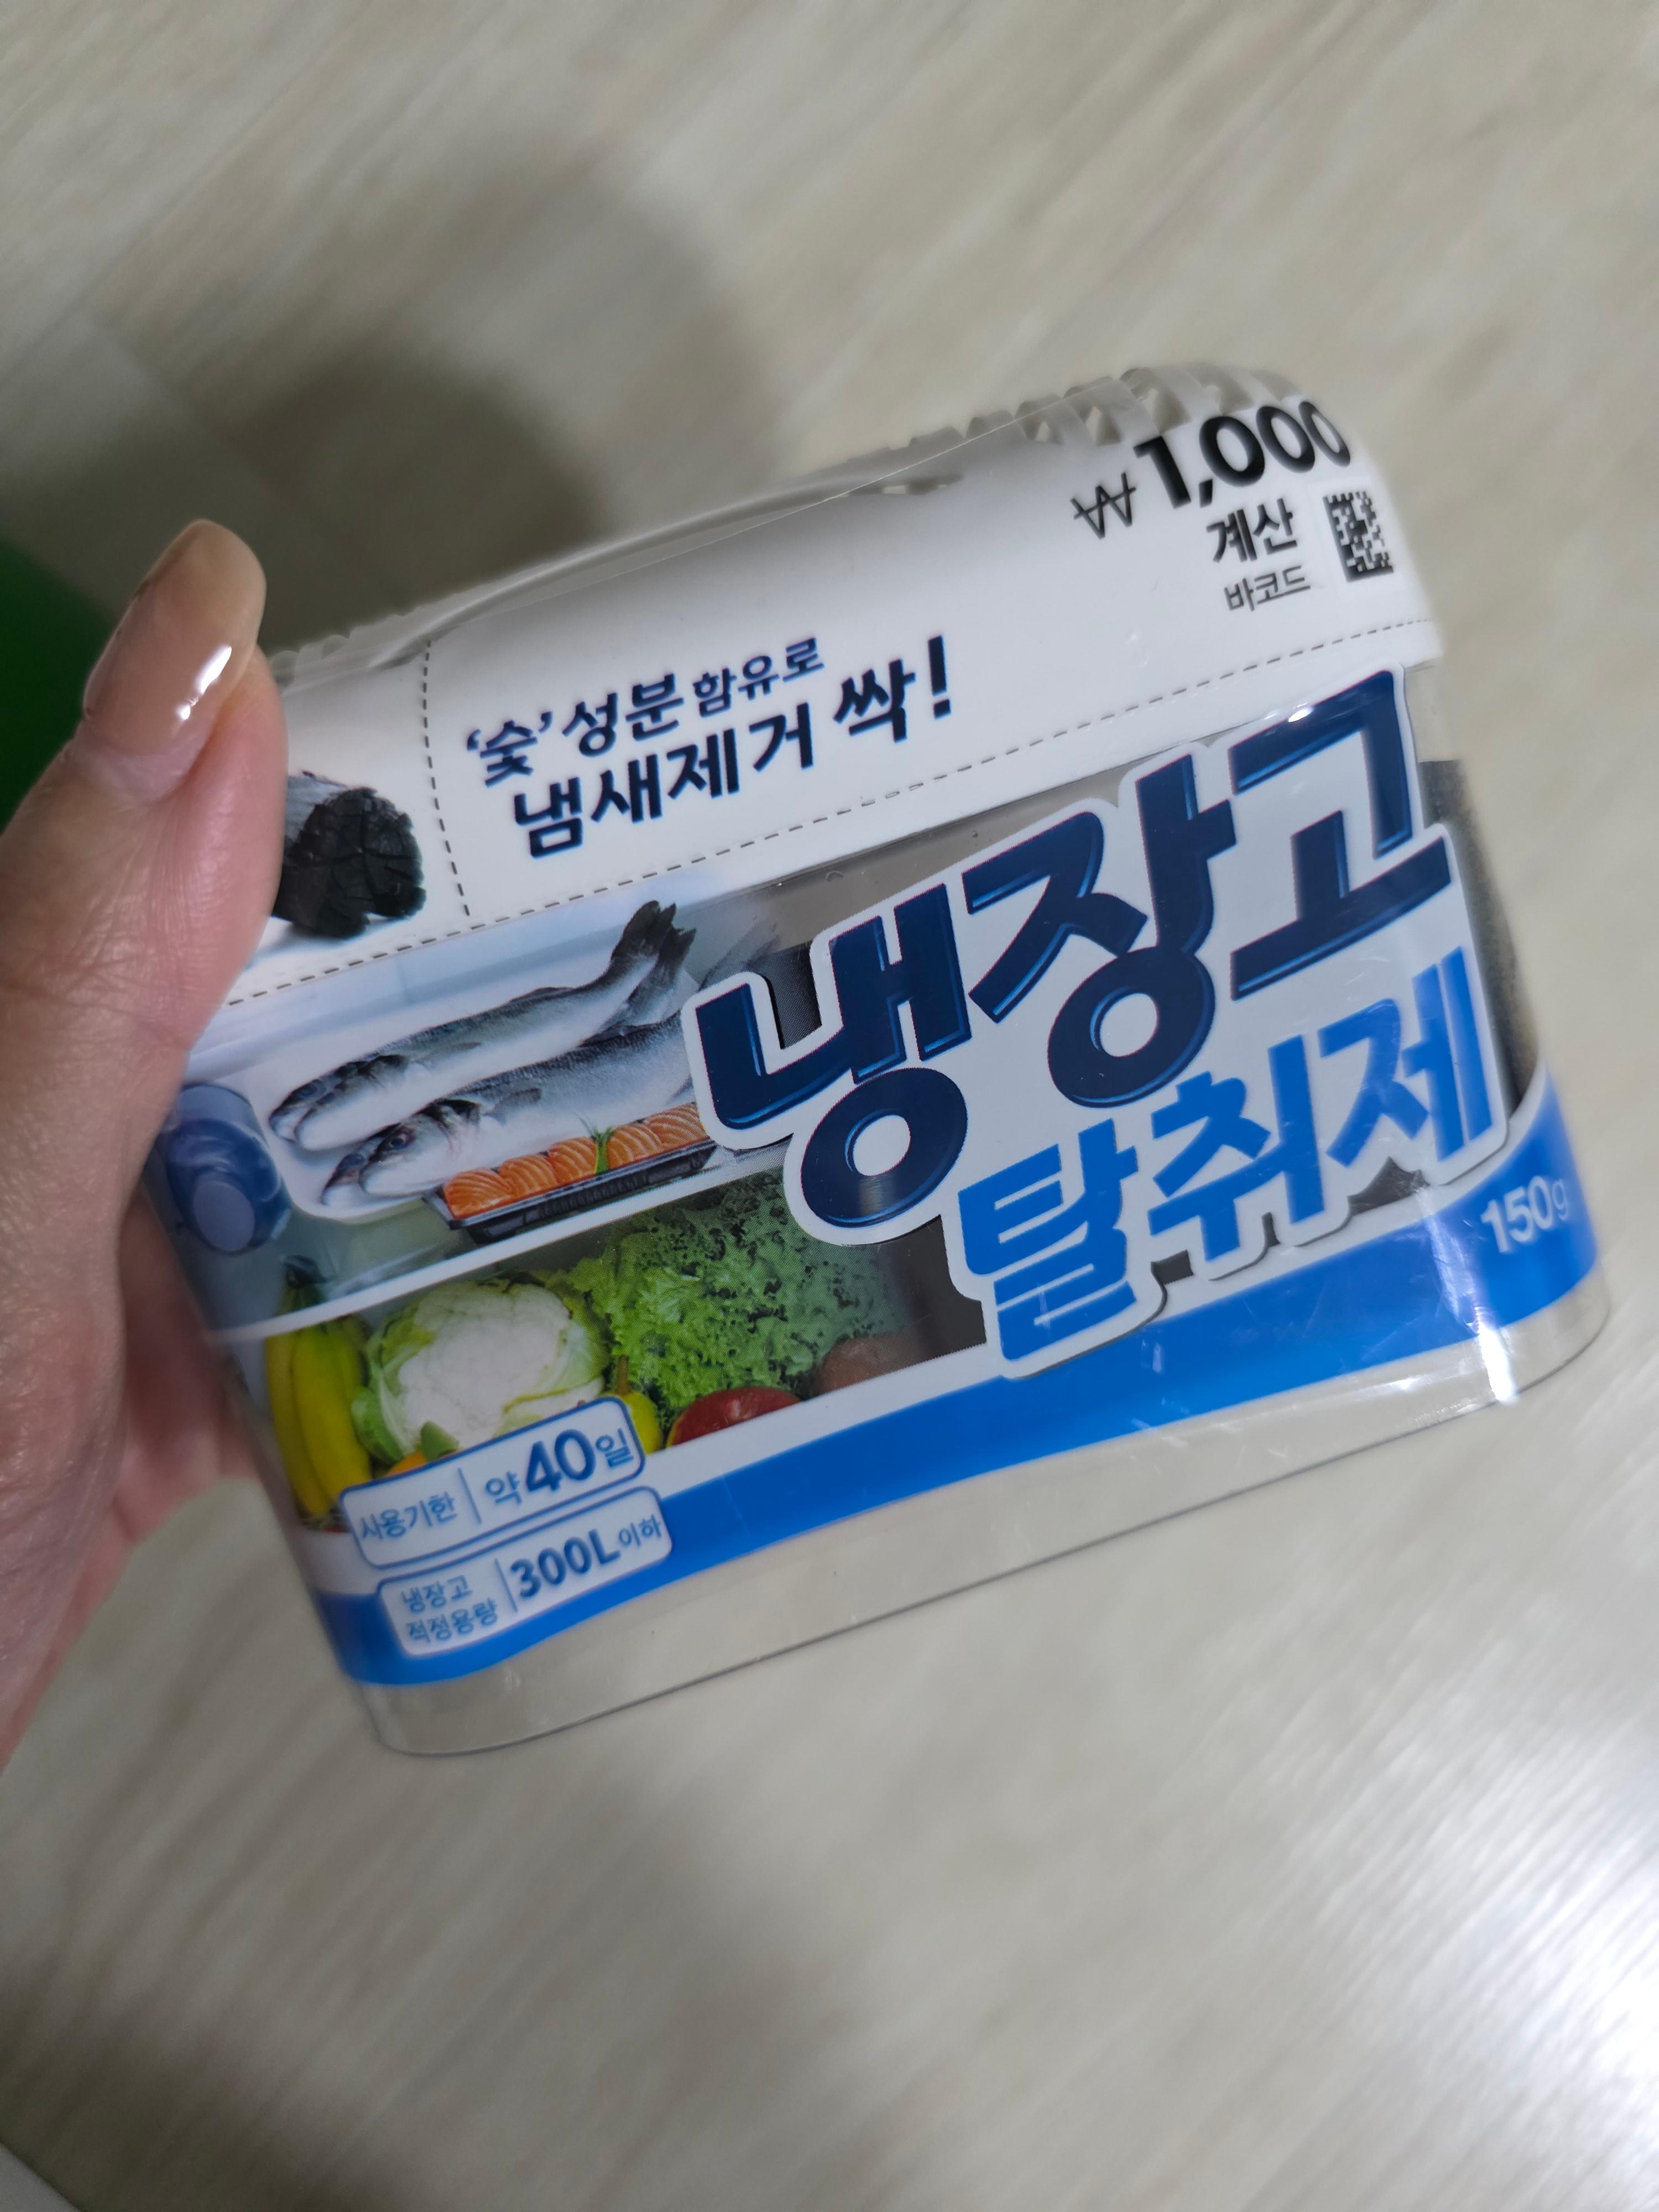 ₩1,000
계산
바코드
'숯' 성분 함유로
냄새제거 싹!
냉장고
탈취제
150g
사용기한 약 40일
냉장고
적정용량 300L 이하